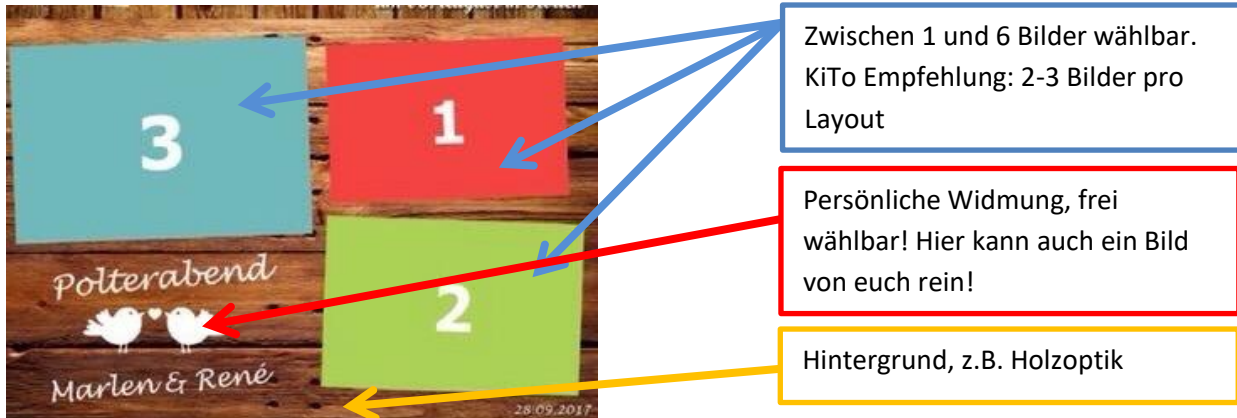 3
1
2
Polterabend
Marlen & René
28.09.2017
Zwischen 1 und 6 Bilder wählbar.
KiTo Empfehlung: 2-3 Bilder pro
Layout
Persönliche Widmung, frei
wählbar! Hier kann auch ein Bild
von euch rein!
Hintergrund, z.B. Holzoptik